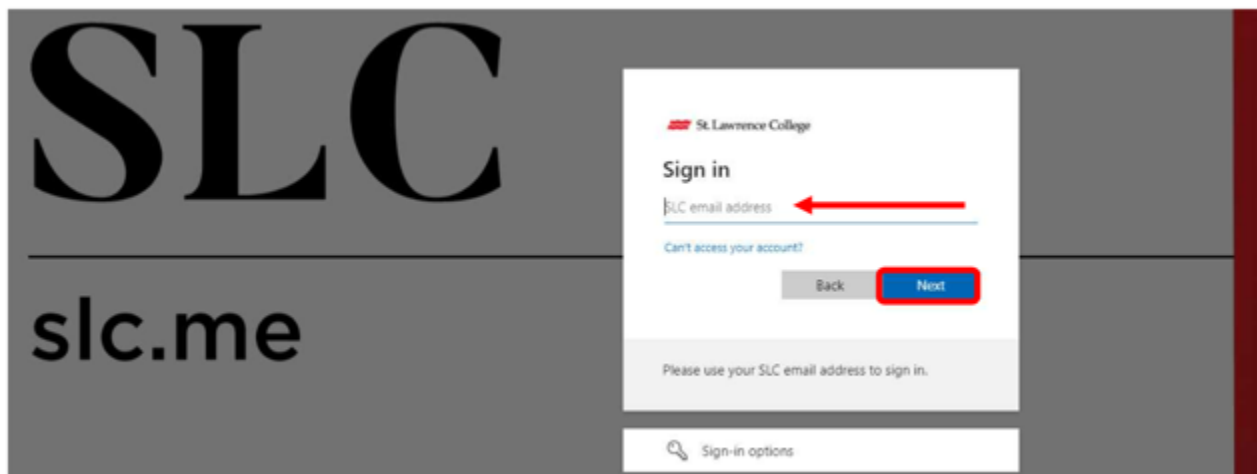 SLC
slc.me
St. Lawrence College
Sign in
SLC email address
Can't access your account?
Back Next
Please use your SLC email address to sign in.
Sign-in options